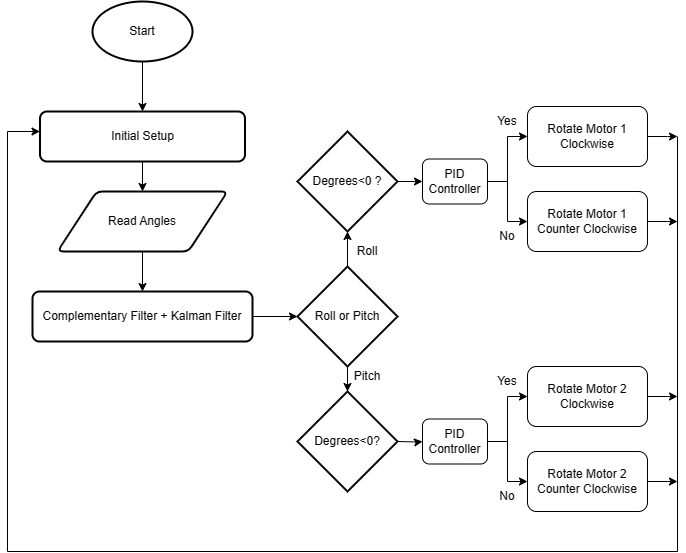 Start
Initial Setup
Read Angles
Complementary Filter + Kalman Filter
Roll or Pitch
Roll
Degrees<0 ?
PID
Controller
Yes
Rotate Motor 1
Clockwise
No
Rotate Motor 1
Counter Clockwise
Pitch
Degrees<0?
PID
Controller
Yes
Rotate Motor 2
Clockwise
No
Rotate Motor 2
Counter Clockwise